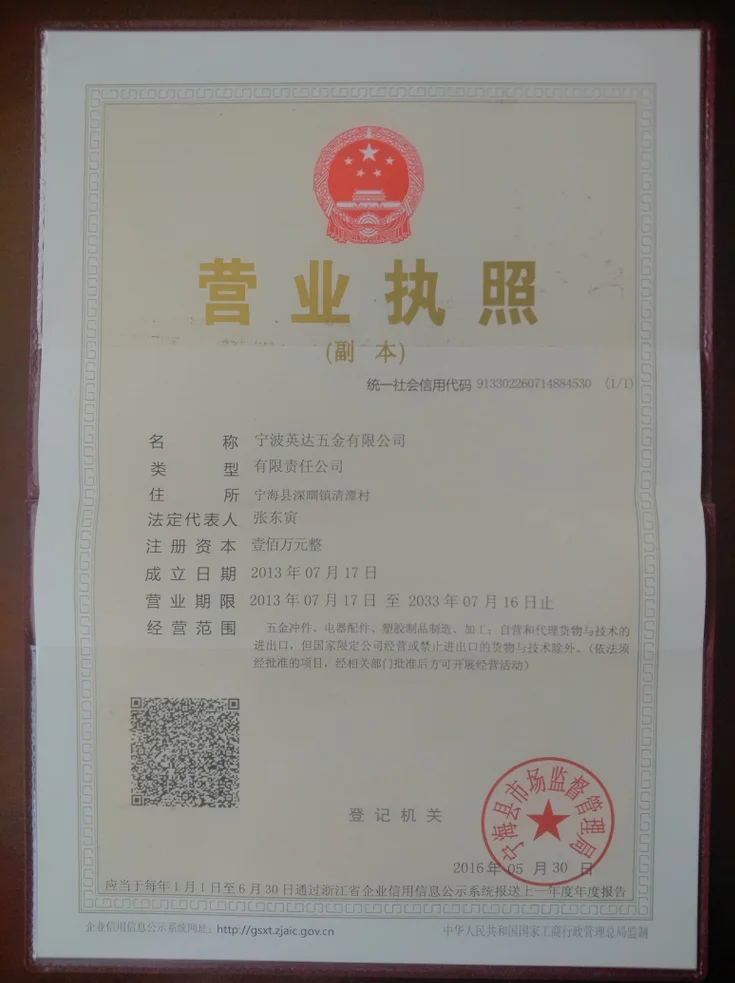 营业执照
(副 本)
统一社会信用代码 913302260714884530 (1/1)
名 称 宁波英达五金有限公司
类 型 有限责任公司
住 所 宁海县深甽镇清潭村
法定代表人 张东寅
注册资本 壹佰万元整
成立日期 2013年07月17日
营业期限 2013年07月17日 至 2033年07月16日止
经营范围 五金冲件、电器配件、塑胶制品制造、加工;自营和代理货物与技术的
进出口,但国家限定公司经营或禁止进出口的货物与技术除外。(依法须
经批准的项目,经相关部门批准后方可开展经营活动)
登记机关
宁海县市场监督管理局
2016年05月30日
应当于每年1月1日至6月30日通过浙江省企业信用信息公示系统报送上一年度年度报告
企业信用信息公示系统网址:http://gsxt.zjaic.gov.cn
中华人民共和国国家工商行政管理总局监制